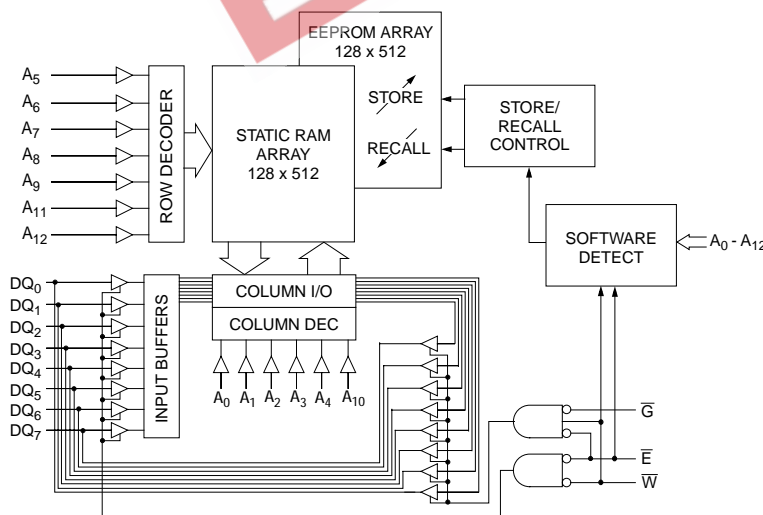 EEPROM ARRAY
128 x 512
A5
A6
A7
A8
A9
A11
A12
ROW DECODER
STATIC RAM
ARRAY
128 x 512
STORE
RECALL
STORE/
RECALL
CONTROL
SOFTWARE
DETECT
A0 - A12
DQ0
DQ1
DQ2
DQ3
DQ4
DQ5
DQ6
DQ7
INPUT BUFFERS
COLUMN I/O
COLUMN DEC
A0 A1 A2 A3 A4 A10
G̅
E̅
W̅